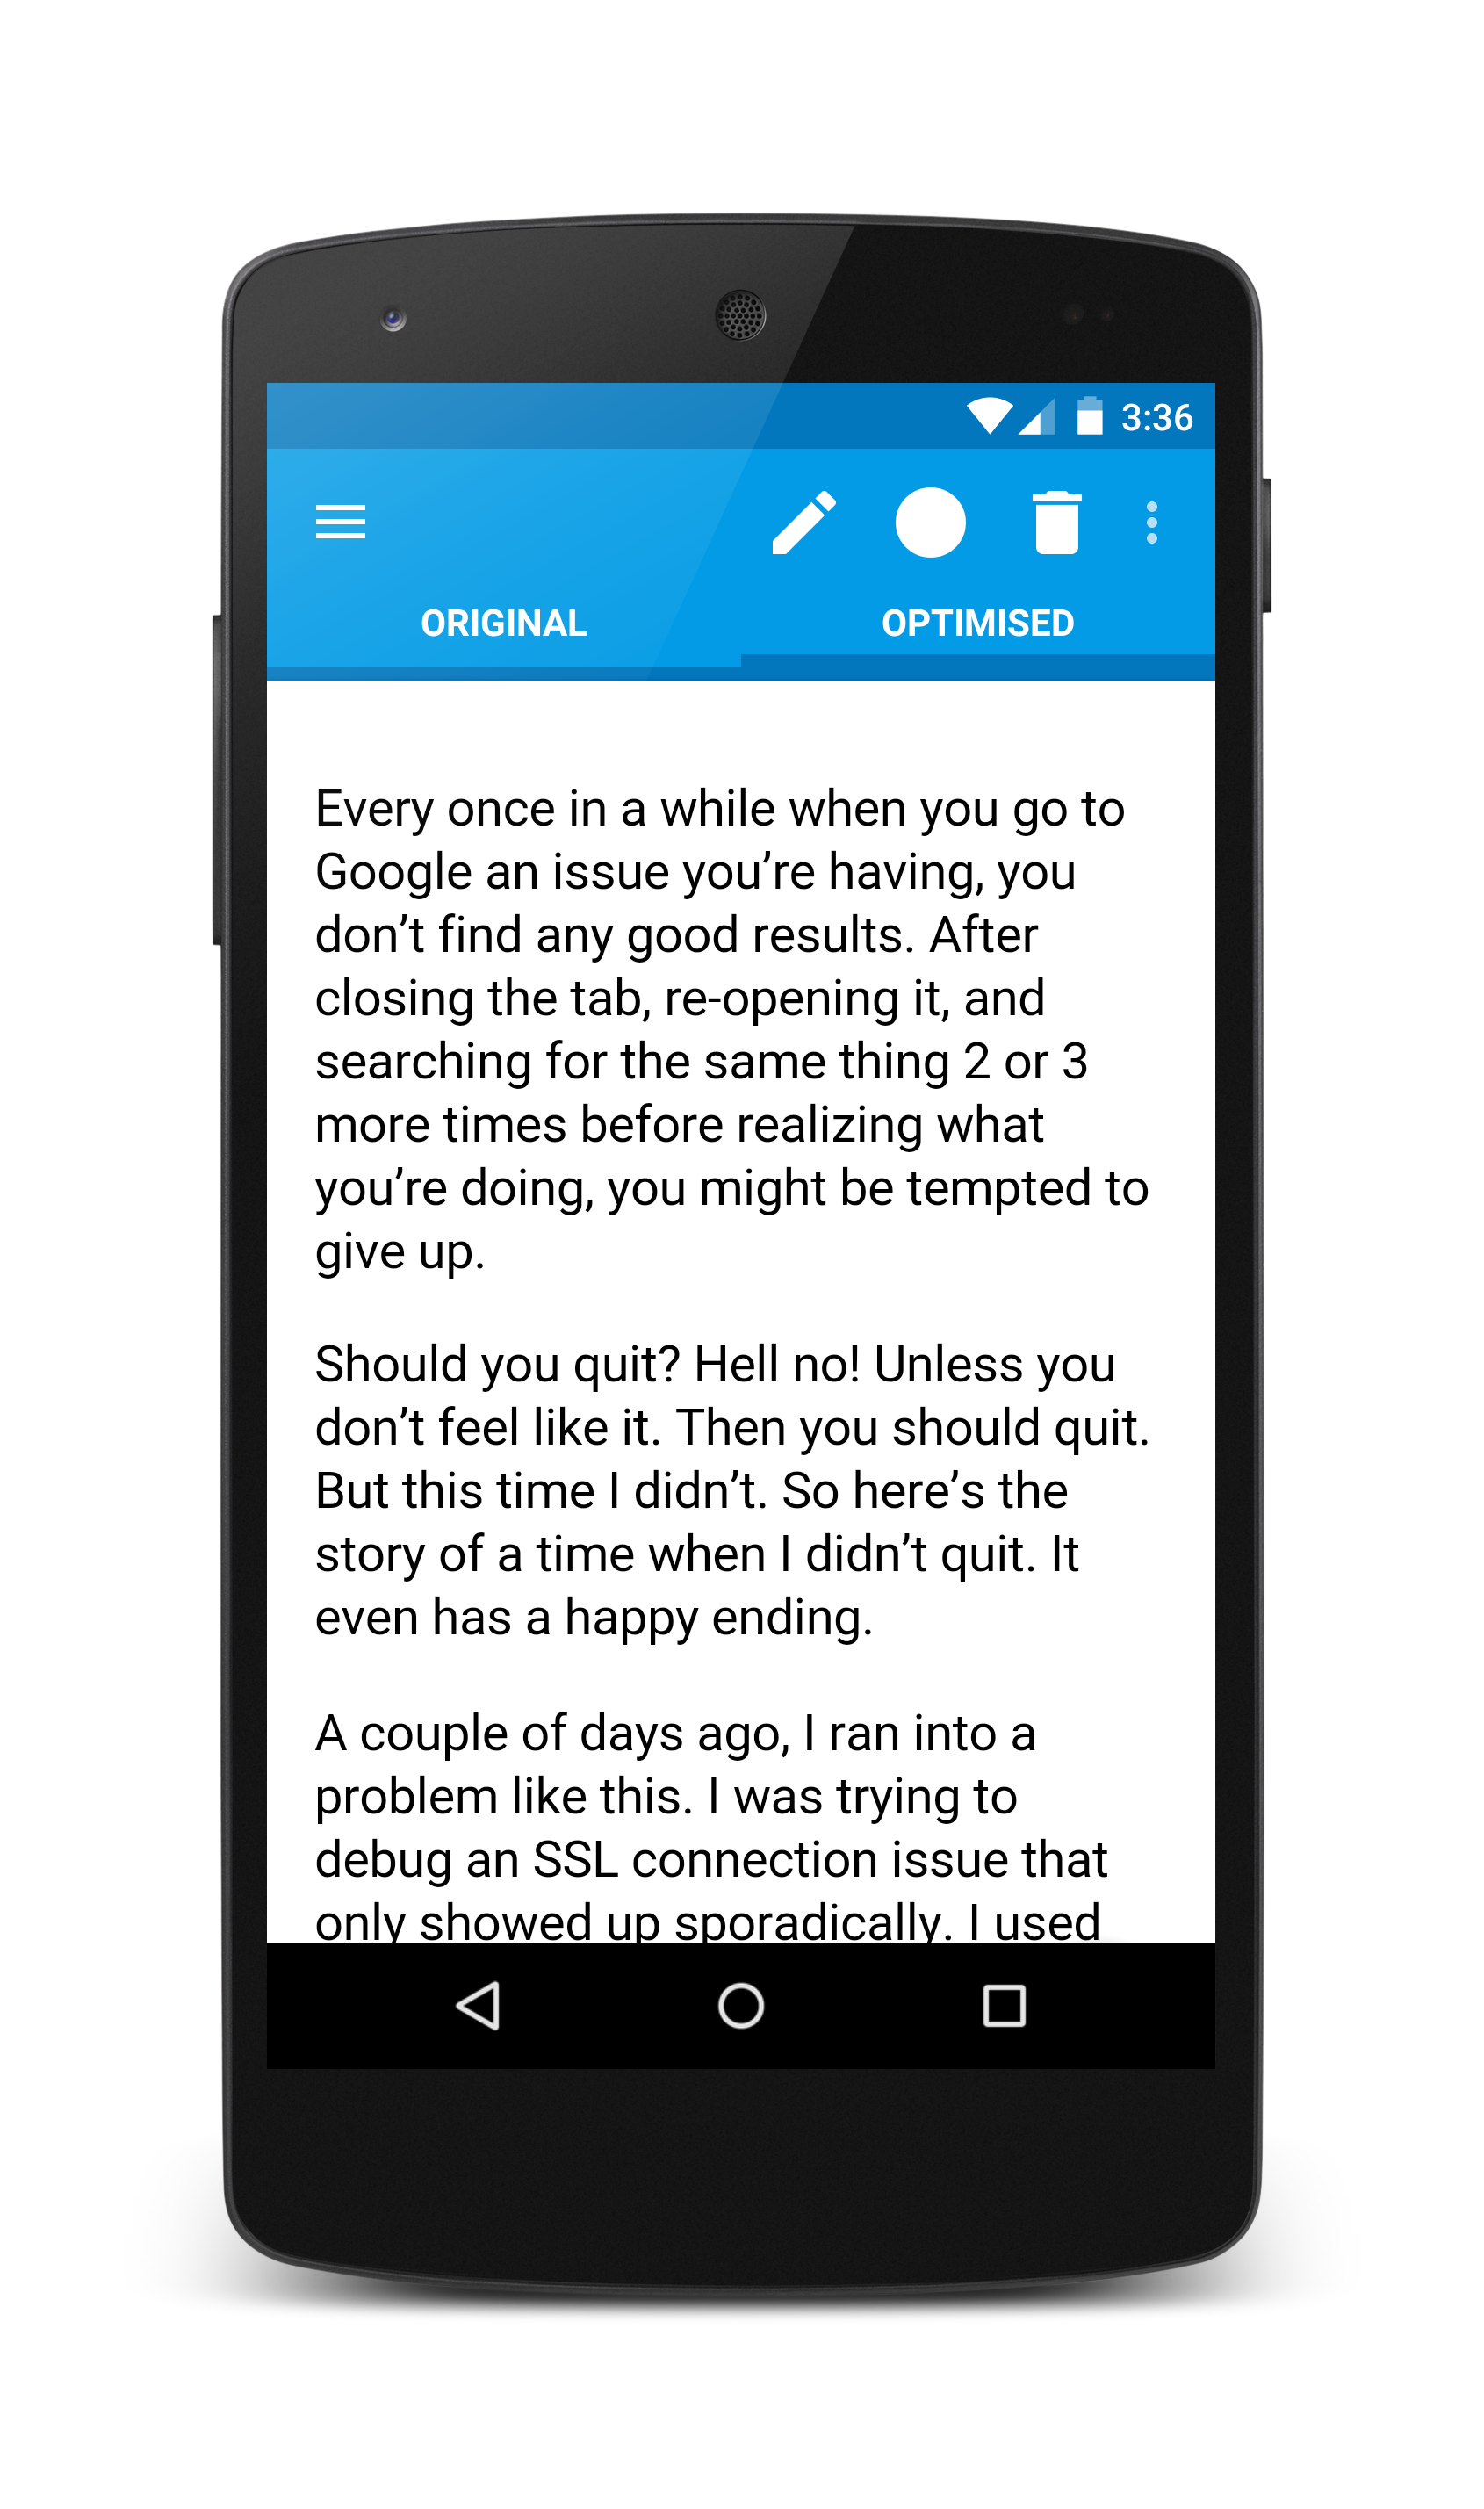 3:36
ORIGINAL OPTIMISED
Every once in a while when you go to
Google an issue you’re having, you
don’t find any good results. After
closing the tab, re-opening it, and
searching for the same thing 2 or 3
more times before realizing what
you’re doing, you might be tempted to
give up.
Should you quit? Hell no! Unless you
don’t feel like it. Then you should quit.
But this time I didn’t. So here’s the
story of a time when I didn’t quit. It
even has a happy ending.
A couple of days ago, I ran into a
problem like this. I was trying to
debug an SSL connection issue that
only showed up sporadically. I used